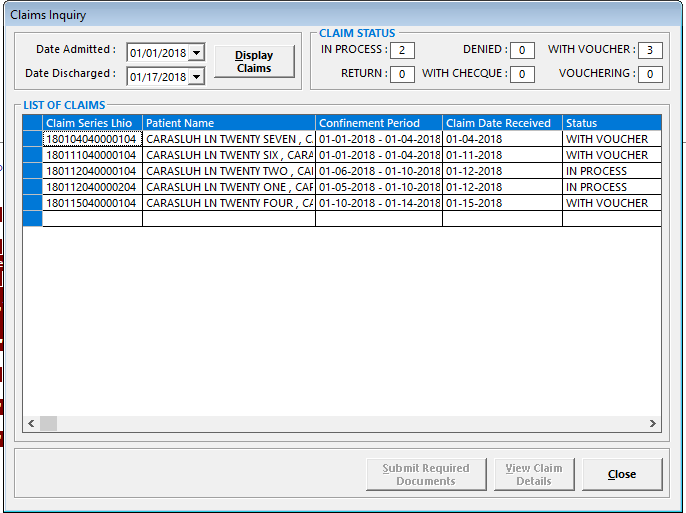 Claims Inquiry
CLAIM STATUS
Date Admitted : 01/01/2018 Display Claims IN PROCESS : 2 DENIED : 0 WITH VOUCHER : 3
Date Discharged : 01/17/2018 RETURN : 0 WITH CHECQUE : 0 VOUCHERING : 0
LIST OF CLAIMS
Claim Series Lhio Patient Name Confinement Period Claim Date Received Status
180104040000104 CARASLUH LN TWENTY SEVEN , C. 01-01-2018 - 01-04-2018 01-04-2018 WITH VOUCHER
180111040000104 CARASLUH LN TWENTY SIX , CARA 01-01-2018 - 01-04-2018 01-11-2018 WITH VOUCHER
180112040000104 CARASLUH LN TWENTY TWO , CAI 01-06-2018 - 01-10-2018 01-12-2018 IN PROCESS
180112040000204 CARASLUH LN TWENTY ONE , CAF 01-05-2018 - 01-10-2018 01-12-2018 IN PROCESS
180115040000104 CARASLUH LN TWENTY FOUR , CA 01-10-2018 - 01-14-2018 01-15-2018 WITH VOUCHER
Submit Required Documents View Claim Details Close